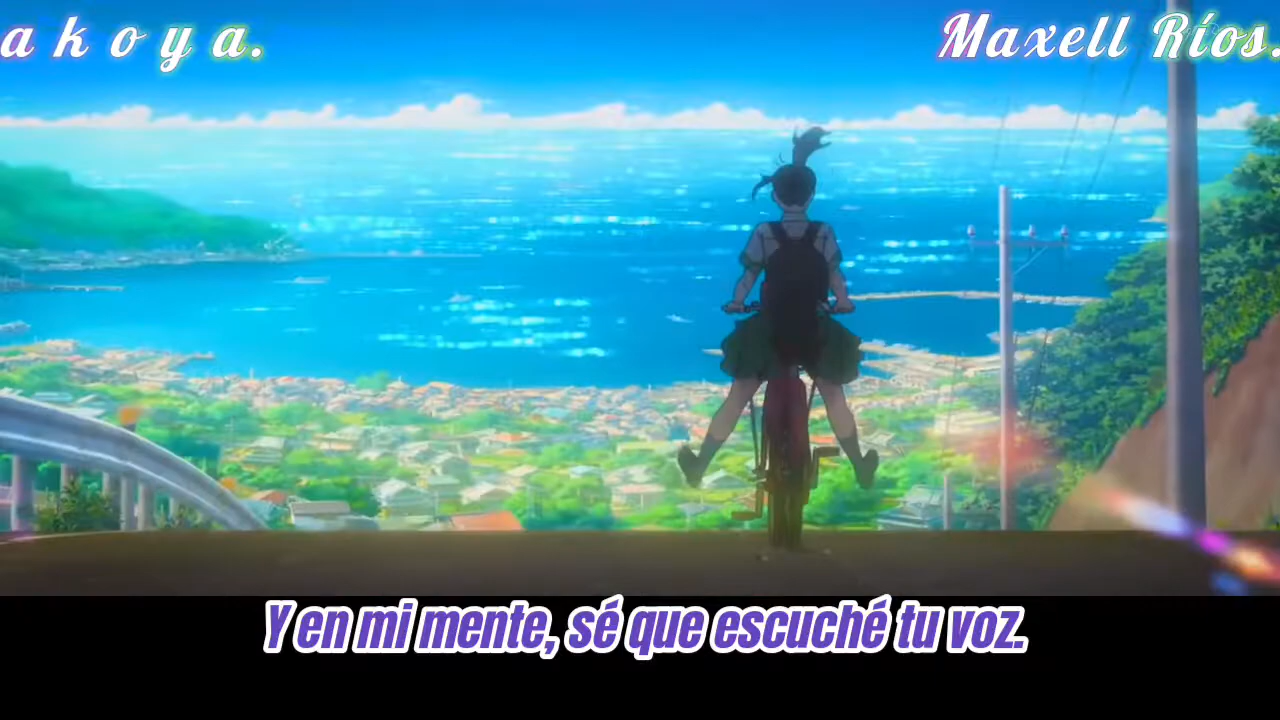 a k o y a.
Maxell Ríos.
Y en mi mente, sé que escuché tu voz.